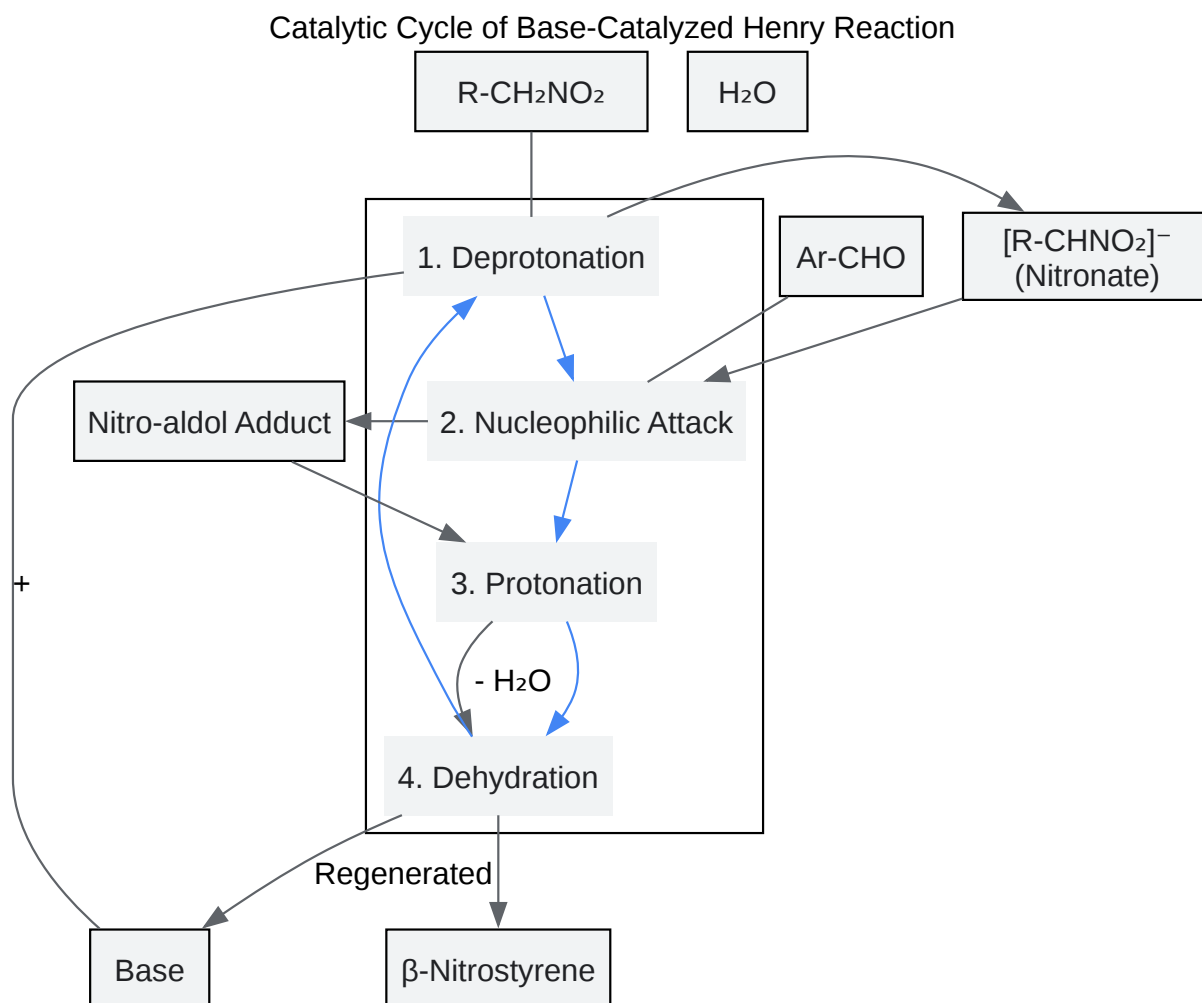 Catalytic Cycle of Base-Catalyzed Henry Reaction
R-CH₂NO₂
H₂O
1. Deprotonation
Ar-CHO
[R-CHNO₂]⁻
(Nitronate)
Nitro-aldol Adduct
2. Nucleophilic Attack
+
3. Protonation
- H₂O
4. Dehydration
Regenerated
Base
β-Nitrostyrene